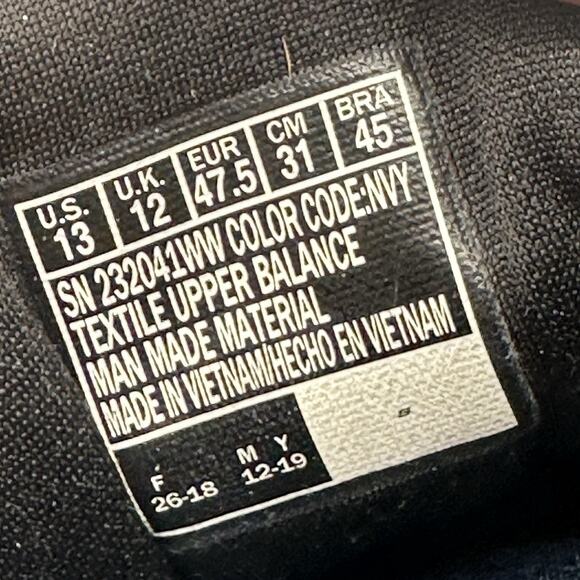 U.S. U.K. EUR CM BRA
13 12 47.5 31 45
SN 232041WW COLOR CODE:NVY
TEXTILE UPPER BALANCE
MAN MADE MATERIAL
MADE IN VIETNAM/HECHO EN VIETNAM
F M Y
26-18 12-19